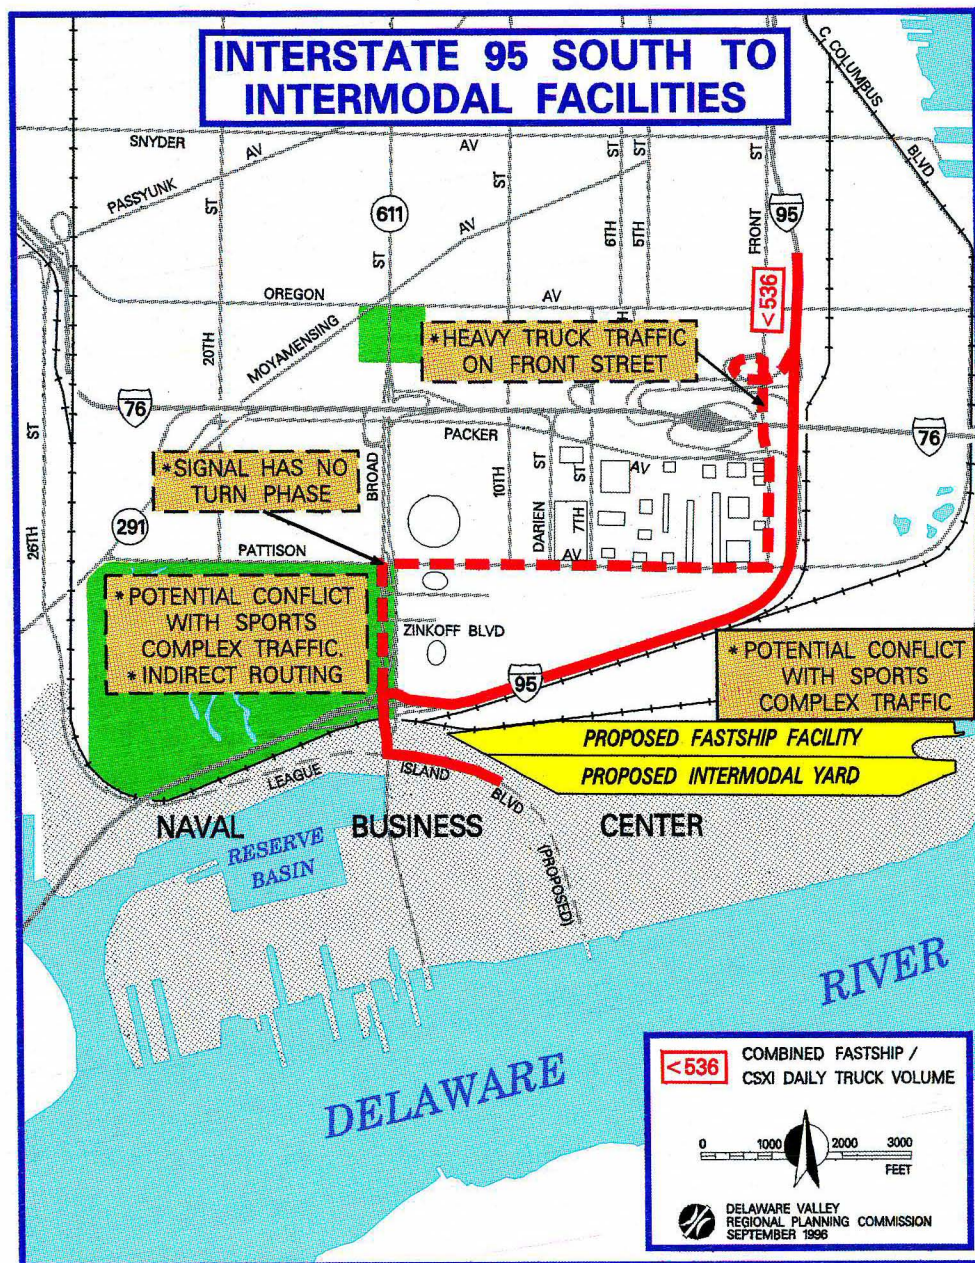 INTERSTATE 95 SOUTH TO
INTERMODAL FACILITIES
C. COLUMBUS
BLVD
SNYDER
AV
AV
PASSYUNK
ST
ST
ST
ST
ST
611
ST
AV
6TH
5TH
FRONT
95
<536
OREGON
AV
20TH
MOYAMENSING
*HEAVY TRUCK TRAFFIC
ON FRONT STREET
76
ST
PACKER
76
*SIGNAL HAS NO
TURN PHASE
BROAD
10TH
ST
DARIEN
ST
7TH
AV
291
26TH
PATTISON
AV
*POTENTIAL CONFLICT
WITH SPORTS
COMPLEX TRAFFIC.
*INDIRECT ROUTING
ZINKOFF BLVD
95
*POTENTIAL CONFLICT
WITH SPORTS
COMPLEX TRAFFIC
PROPOSED FASTSHIP FACILITY
PROPOSED INTERMODAL YARD
LEAGUE
ISLAND
BLVD
(PROPOSED)
NAVAL BUSINESS CENTER
RESERVE
BASIN
DELAWARE
RIVER
<536
COMBINED FASTSHIP /
CSXI DAILY TRUCK VOLUME
0 1000 2000 3000
FEET
DELAWARE VALLEY
REGIONAL PLANNING COMMISSION
SEPTEMBER 1996